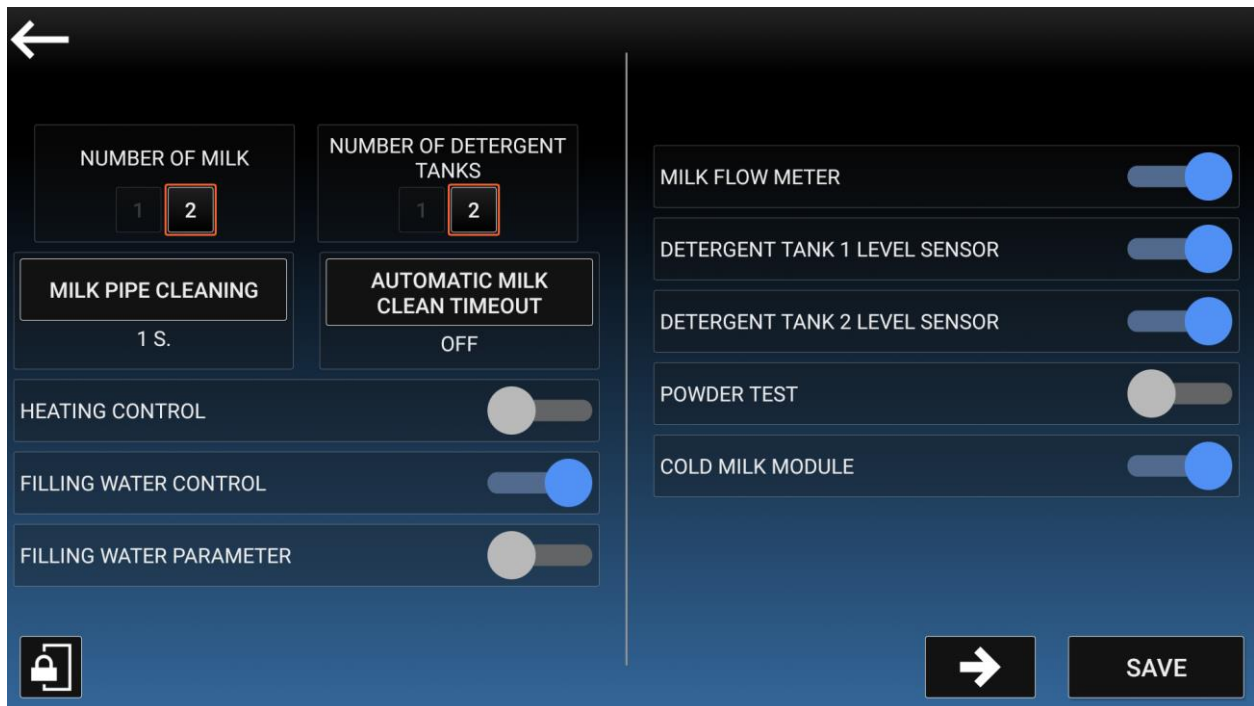 NUMBER OF MILK
1 2
NUMBER OF DETERGENT
TANKS
1 2
MILK PIPE CLEANING
1 S.
AUTOMATIC MILK
CLEAN TIMEOUT
OFF
HEATING CONTROL
FILLING WATER CONTROL
FILLING WATER PARAMETER
MILK FLOW METER
DETERGENT TANK 1 LEVEL SENSOR
DETERGENT TANK 2 LEVEL SENSOR
POWDER TEST
COLD MILK MODULE
SAVE